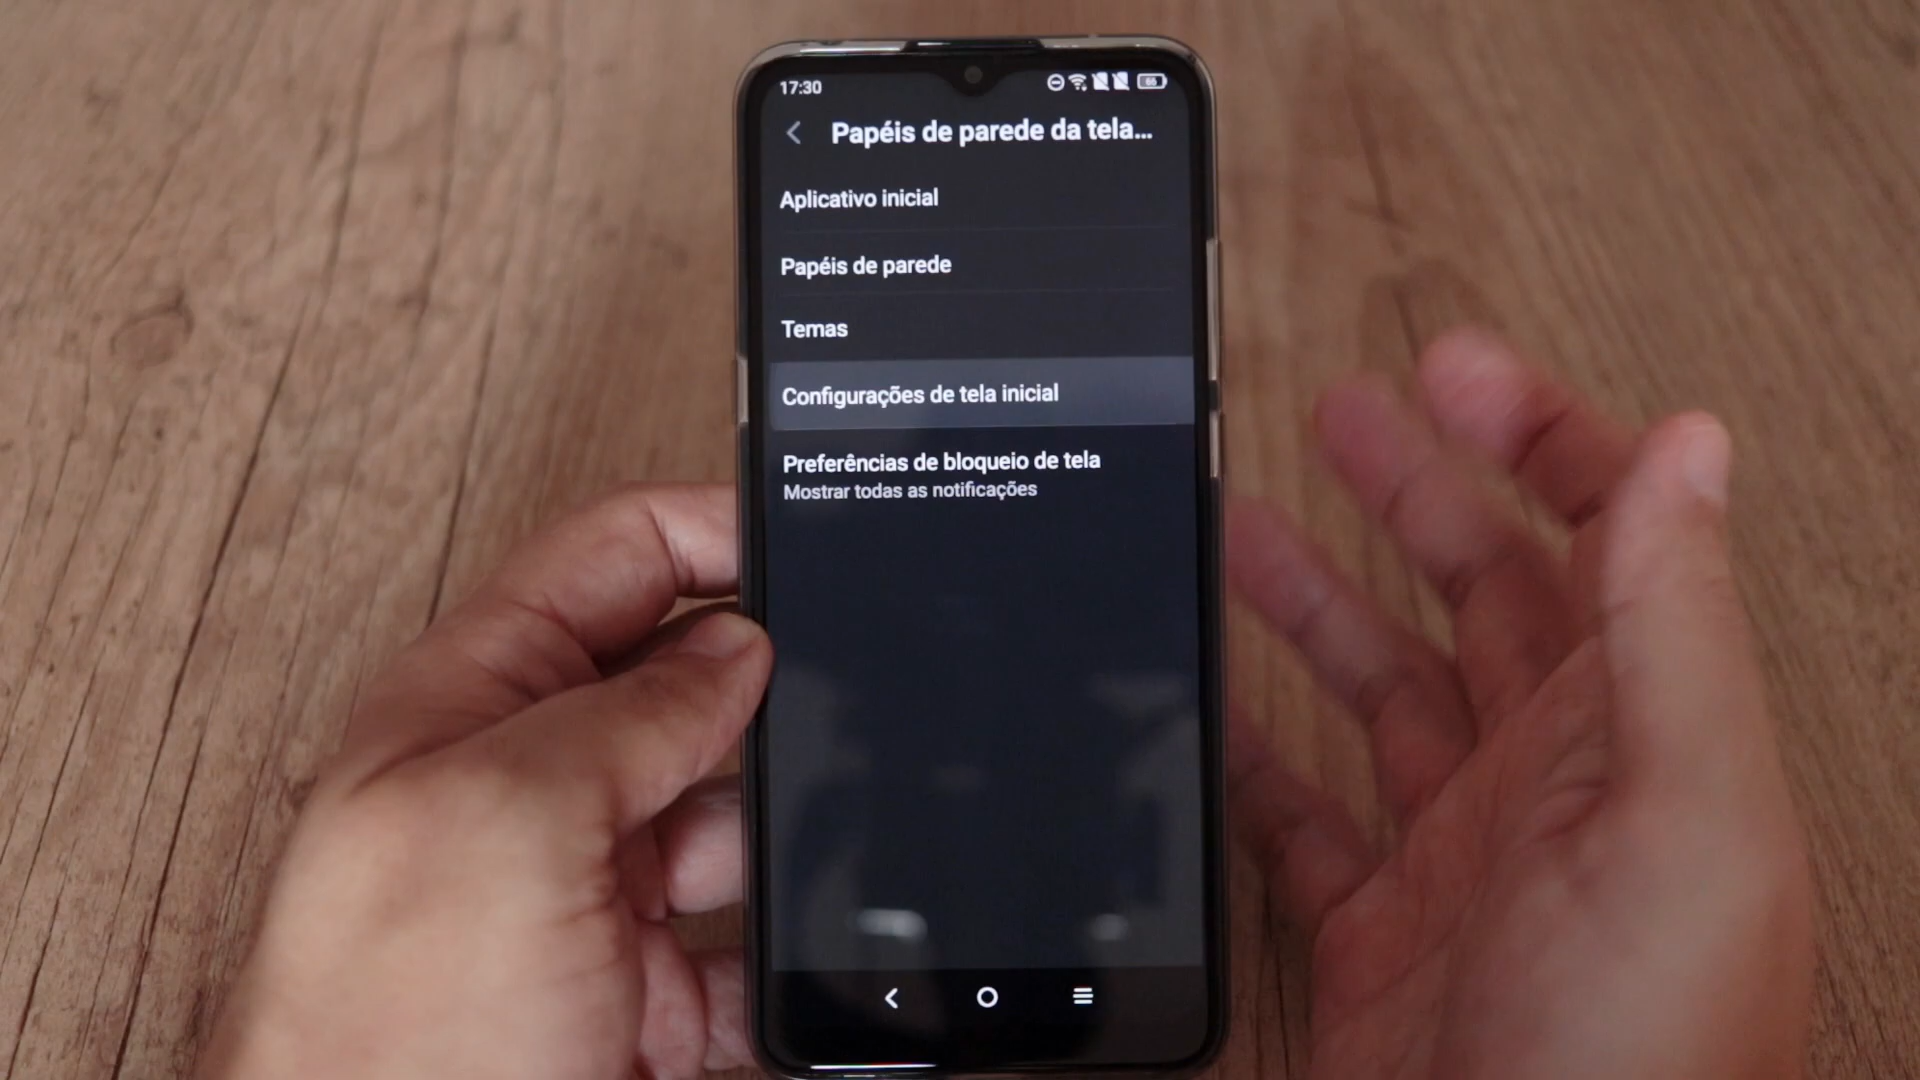 17:30
66
Papéis de parede da tela...
Aplicativo inicial
Papéis de parede
Temas
Configurações de tela inicial
Preferências de bloqueio de tela
Mostrar todas as notificações